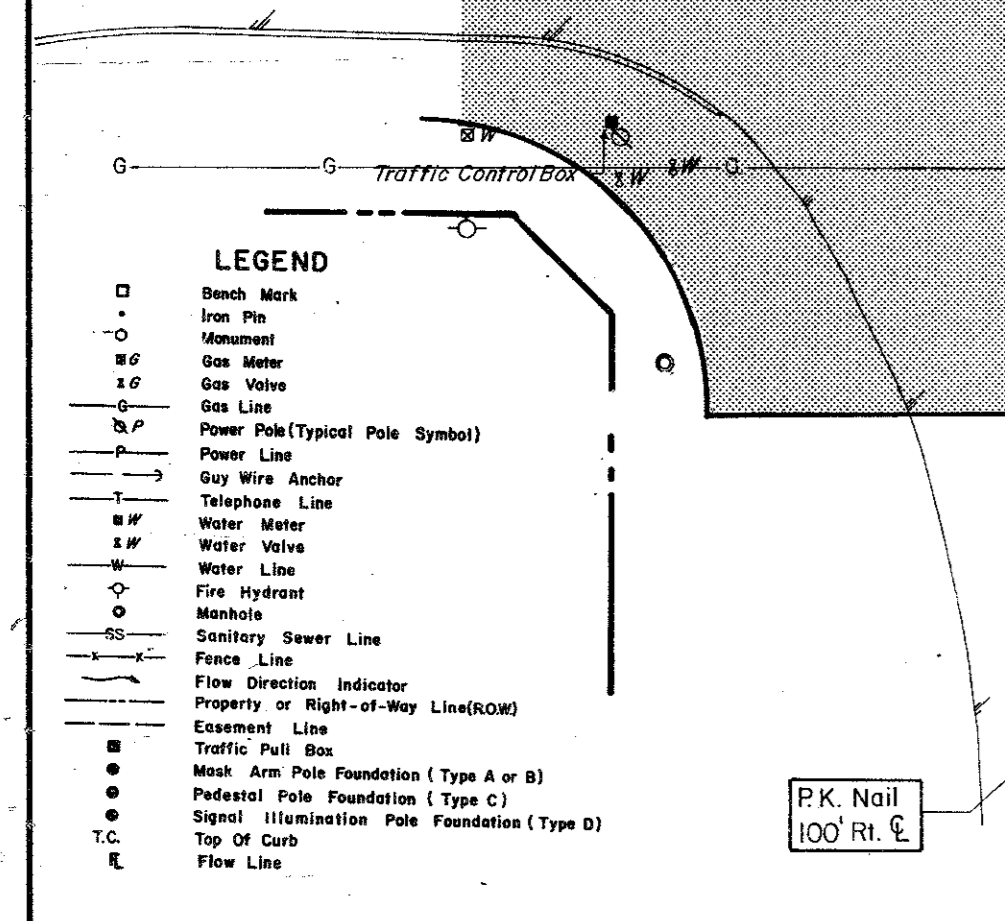 W
G G Traffic Control Box W W G
LEGEND
Bench Mark
Iron Pin
Monument
G Gas Meter
G Gas Valve
G Gas Line
P Power Pole (Typical Pole Symbol)
P Power Line
Guy Wire Anchor
T Telephone Line
W Water Meter
W Water Valve
W Water Line
Fire Hydrant
Manhole
SS Sanitary Sewer Line
x x Fence Line
Flow Direction Indicator
Property or Right-of-Way Line (R.O.W.)
Easement Line
Traffic Pull Box
Mask Arm Pole Foundation ( Type A or B)
Pedestal Pole Foundation ( Type C )
Signal Illumination Pole Foundation ( Type D )
T.C. Top Of Curb
FL Flow Line
P.K. Nail
100' Rt. ℄